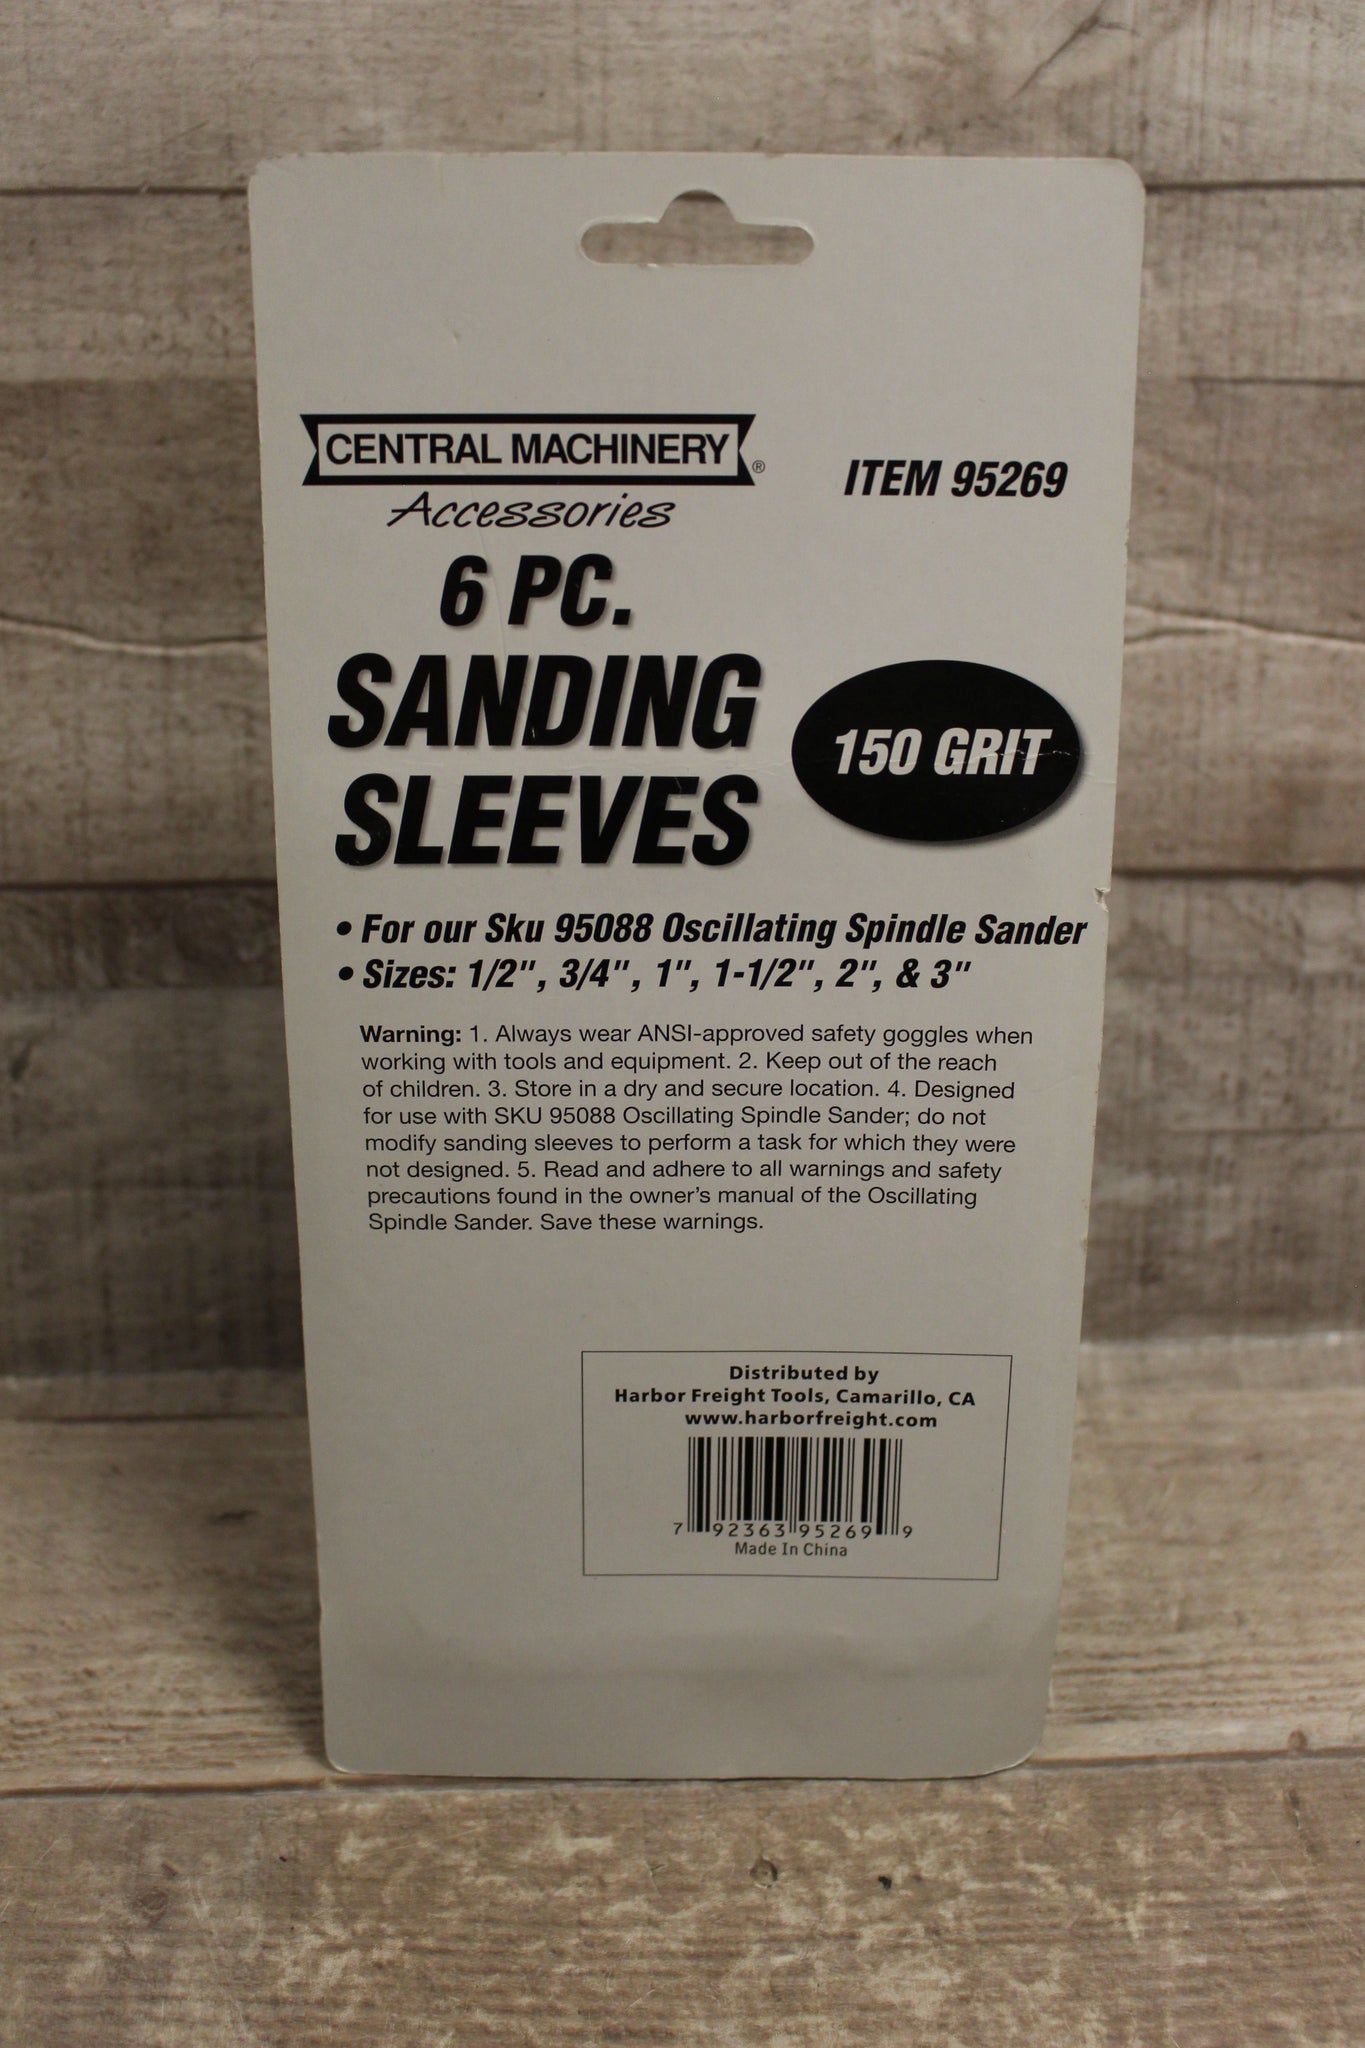 CENTRAL MACHINERY®
Accessories
ITEM 95269
6 PC.
SANDING
SLEEVES
150 GRIT
• For our Sku 95088 Oscillating Spindle Sander
• Sizes: 1/2", 3/4", 1", 1-1/2", 2", & 3"
Warning: 1. Always wear ANSI-approved safety goggles when
working with tools and equipment. 2. Keep out of the reach
of children. 3. Store in a dry and secure location. 4. Designed
for use with SKU 95088 Oscillating Spindle Sander; do not
modify sanding sleeves to perform a task for which they were
not designed. 5. Read and adhere to all warnings and safety
precautions found in the owner's manual of the Oscillating
Spindle Sander. Save these warnings.
Distributed by
Harbor Freight Tools, Camarillo, CA
www.harborfreight.com
7 92363 95269 9
Made In China